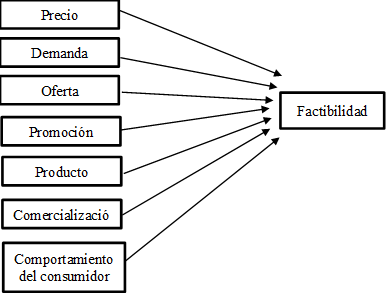 Precio
Demanda
Oferta
Factibilidad
Promoción
Producto
Comercializació
Comportamiento
del consumidor